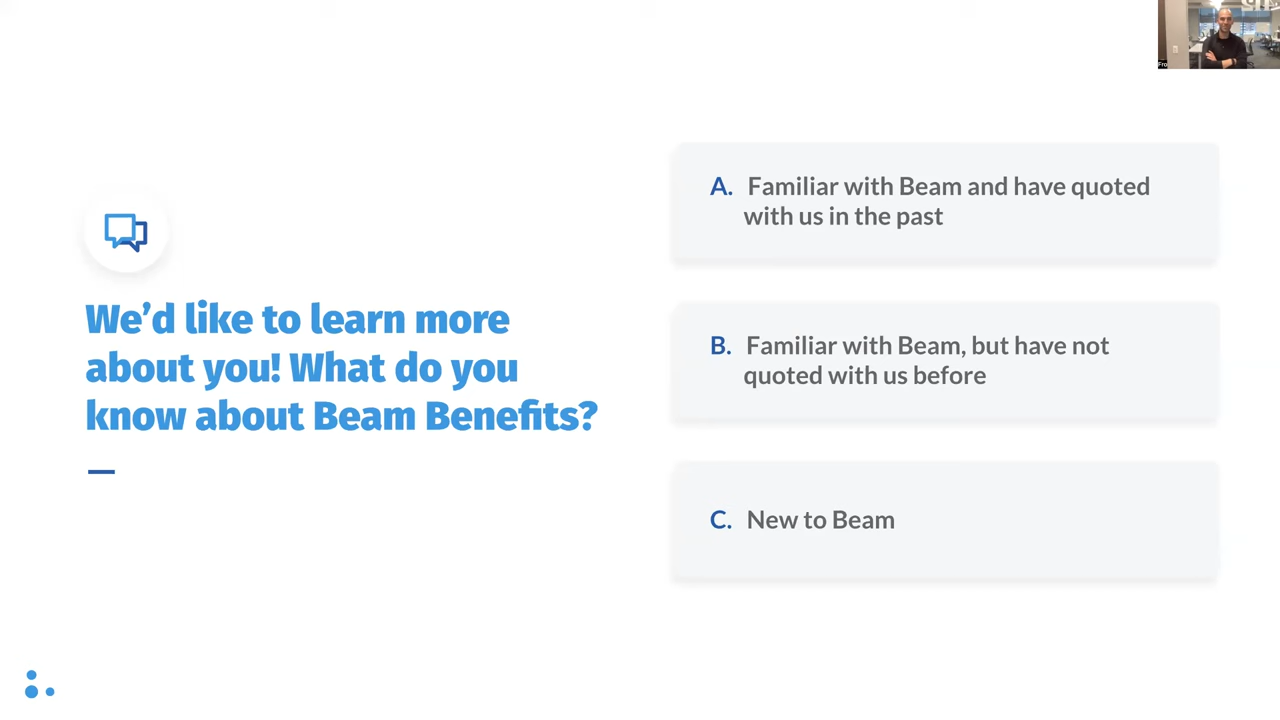 We'd like to learn more
about you! What do you
know about Beam Benefits?
A. Familiar with Beam and have quoted
with us in the past
B. Familiar with Beam, but have not
quoted with us before
C. New to Beam